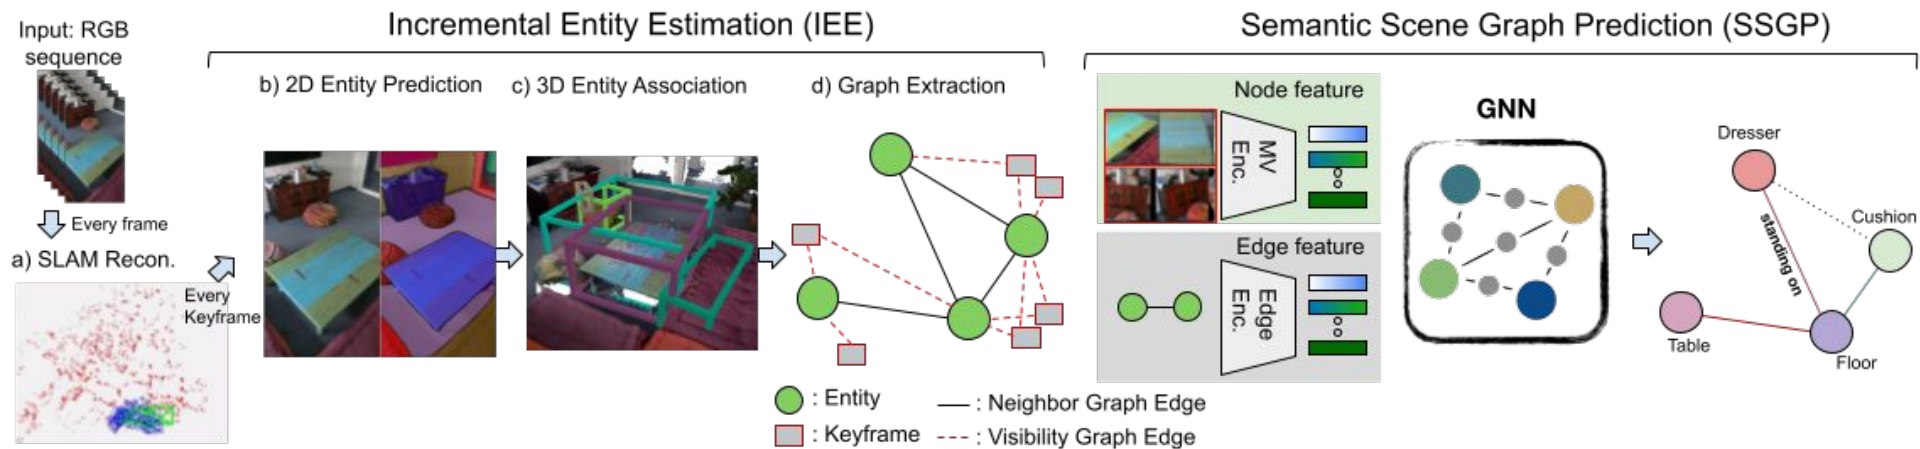 Input: RGB
sequence
Every frame
a) SLAM Recon.
Every
Keyframe
Incremental Entity Estimation (IEE)
b) 2D Entity Prediction
c) 3D Entity Association
d) Graph Extraction
: Entity
: Neighbor Graph Edge
: Keyframe
: Visibility Graph Edge
Semantic Scene Graph Prediction (SSGP)
Node feature
MV
Enc.
Edge feature
Edge
Enc.
GNN
Dresser
Cushion
standing on
Table
Floor